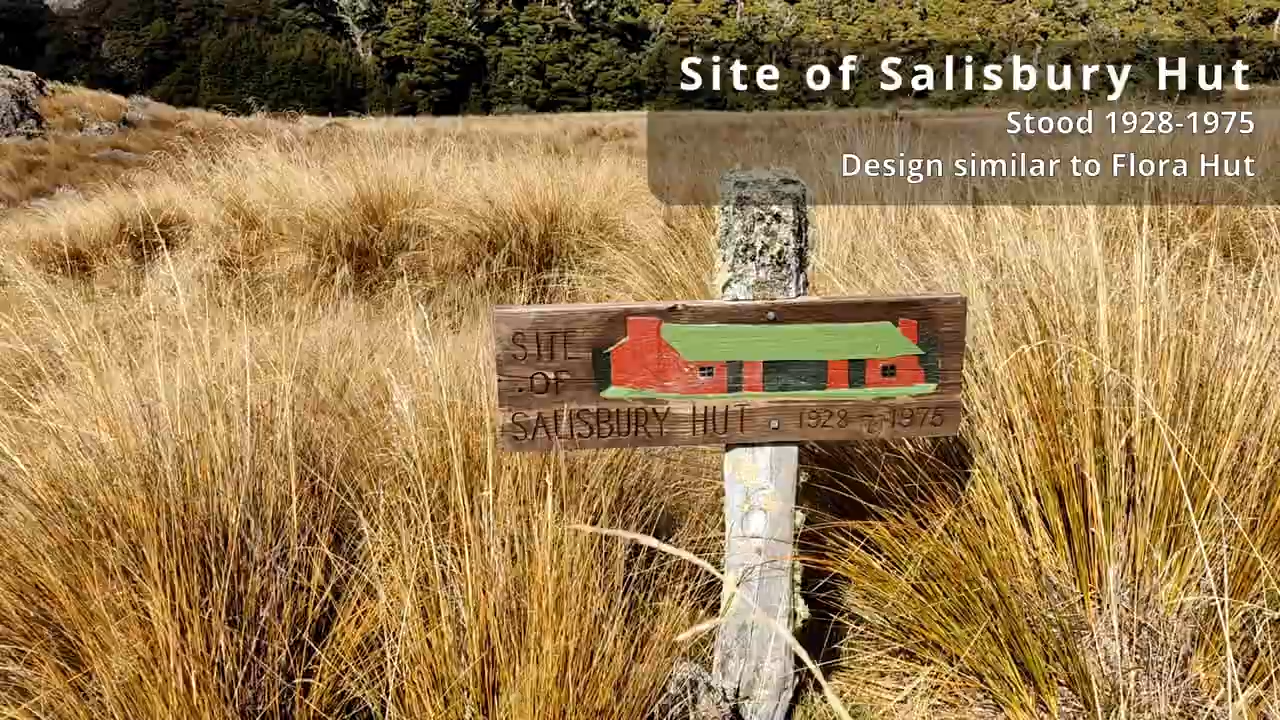 Site of Salisbury Hut
Stood 1928-1975
Design similar to Flora Hut
SITE
OF
SALISBURY HUT 1928 - 1975